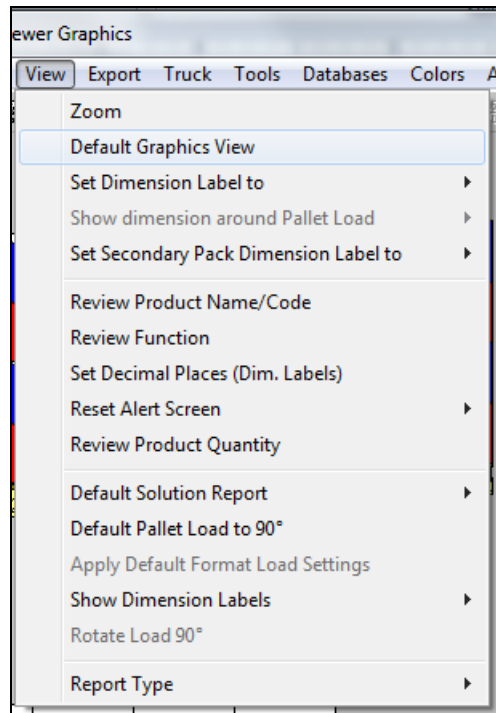 ewer Graphics
View Export Truck Tools Databases Colors A
Zoom
Default Graphics View
Set Dimension Label to
Show dimension around Pallet Load
Set Secondary Pack Dimension Label to
Review Product Name/Code
Review Function
Set Decimal Places (Dim. Labels)
Reset Alert Screen
Review Product Quantity
Default Solution Report
Default Pallet Load to 90°
Apply Default Format Load Settings
Show Dimension Labels
Rotate Load 90°
Report Type